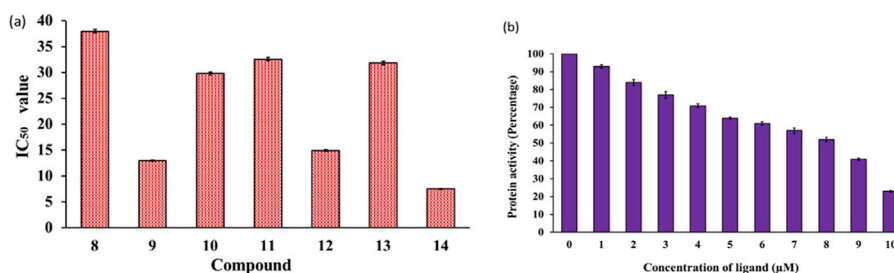 (a)
40
35
30
25
20
15
10
5
0
IC50 value
8 9 10 11 12 13 14
Compound
(b)
100
90
80
70
60
50
40
30
20
10
0
Protein activity (Percentage)
0 1 2 3 4 5 6 7 8 9 10
Concentration of ligand (µM)